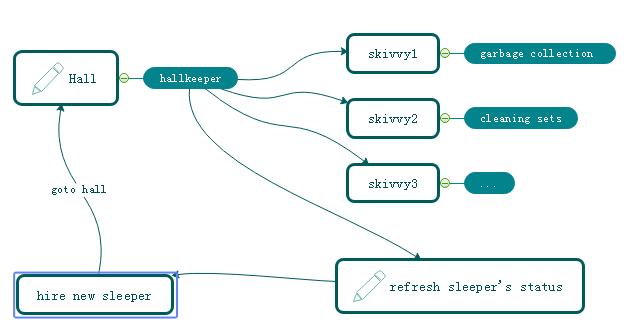 skivvy1
garbage collection
Hall
hallkeeper
skivvy2
cleaning sets
skivvy3
...
goto hall
hire new sleeper
refresh sleeper's status